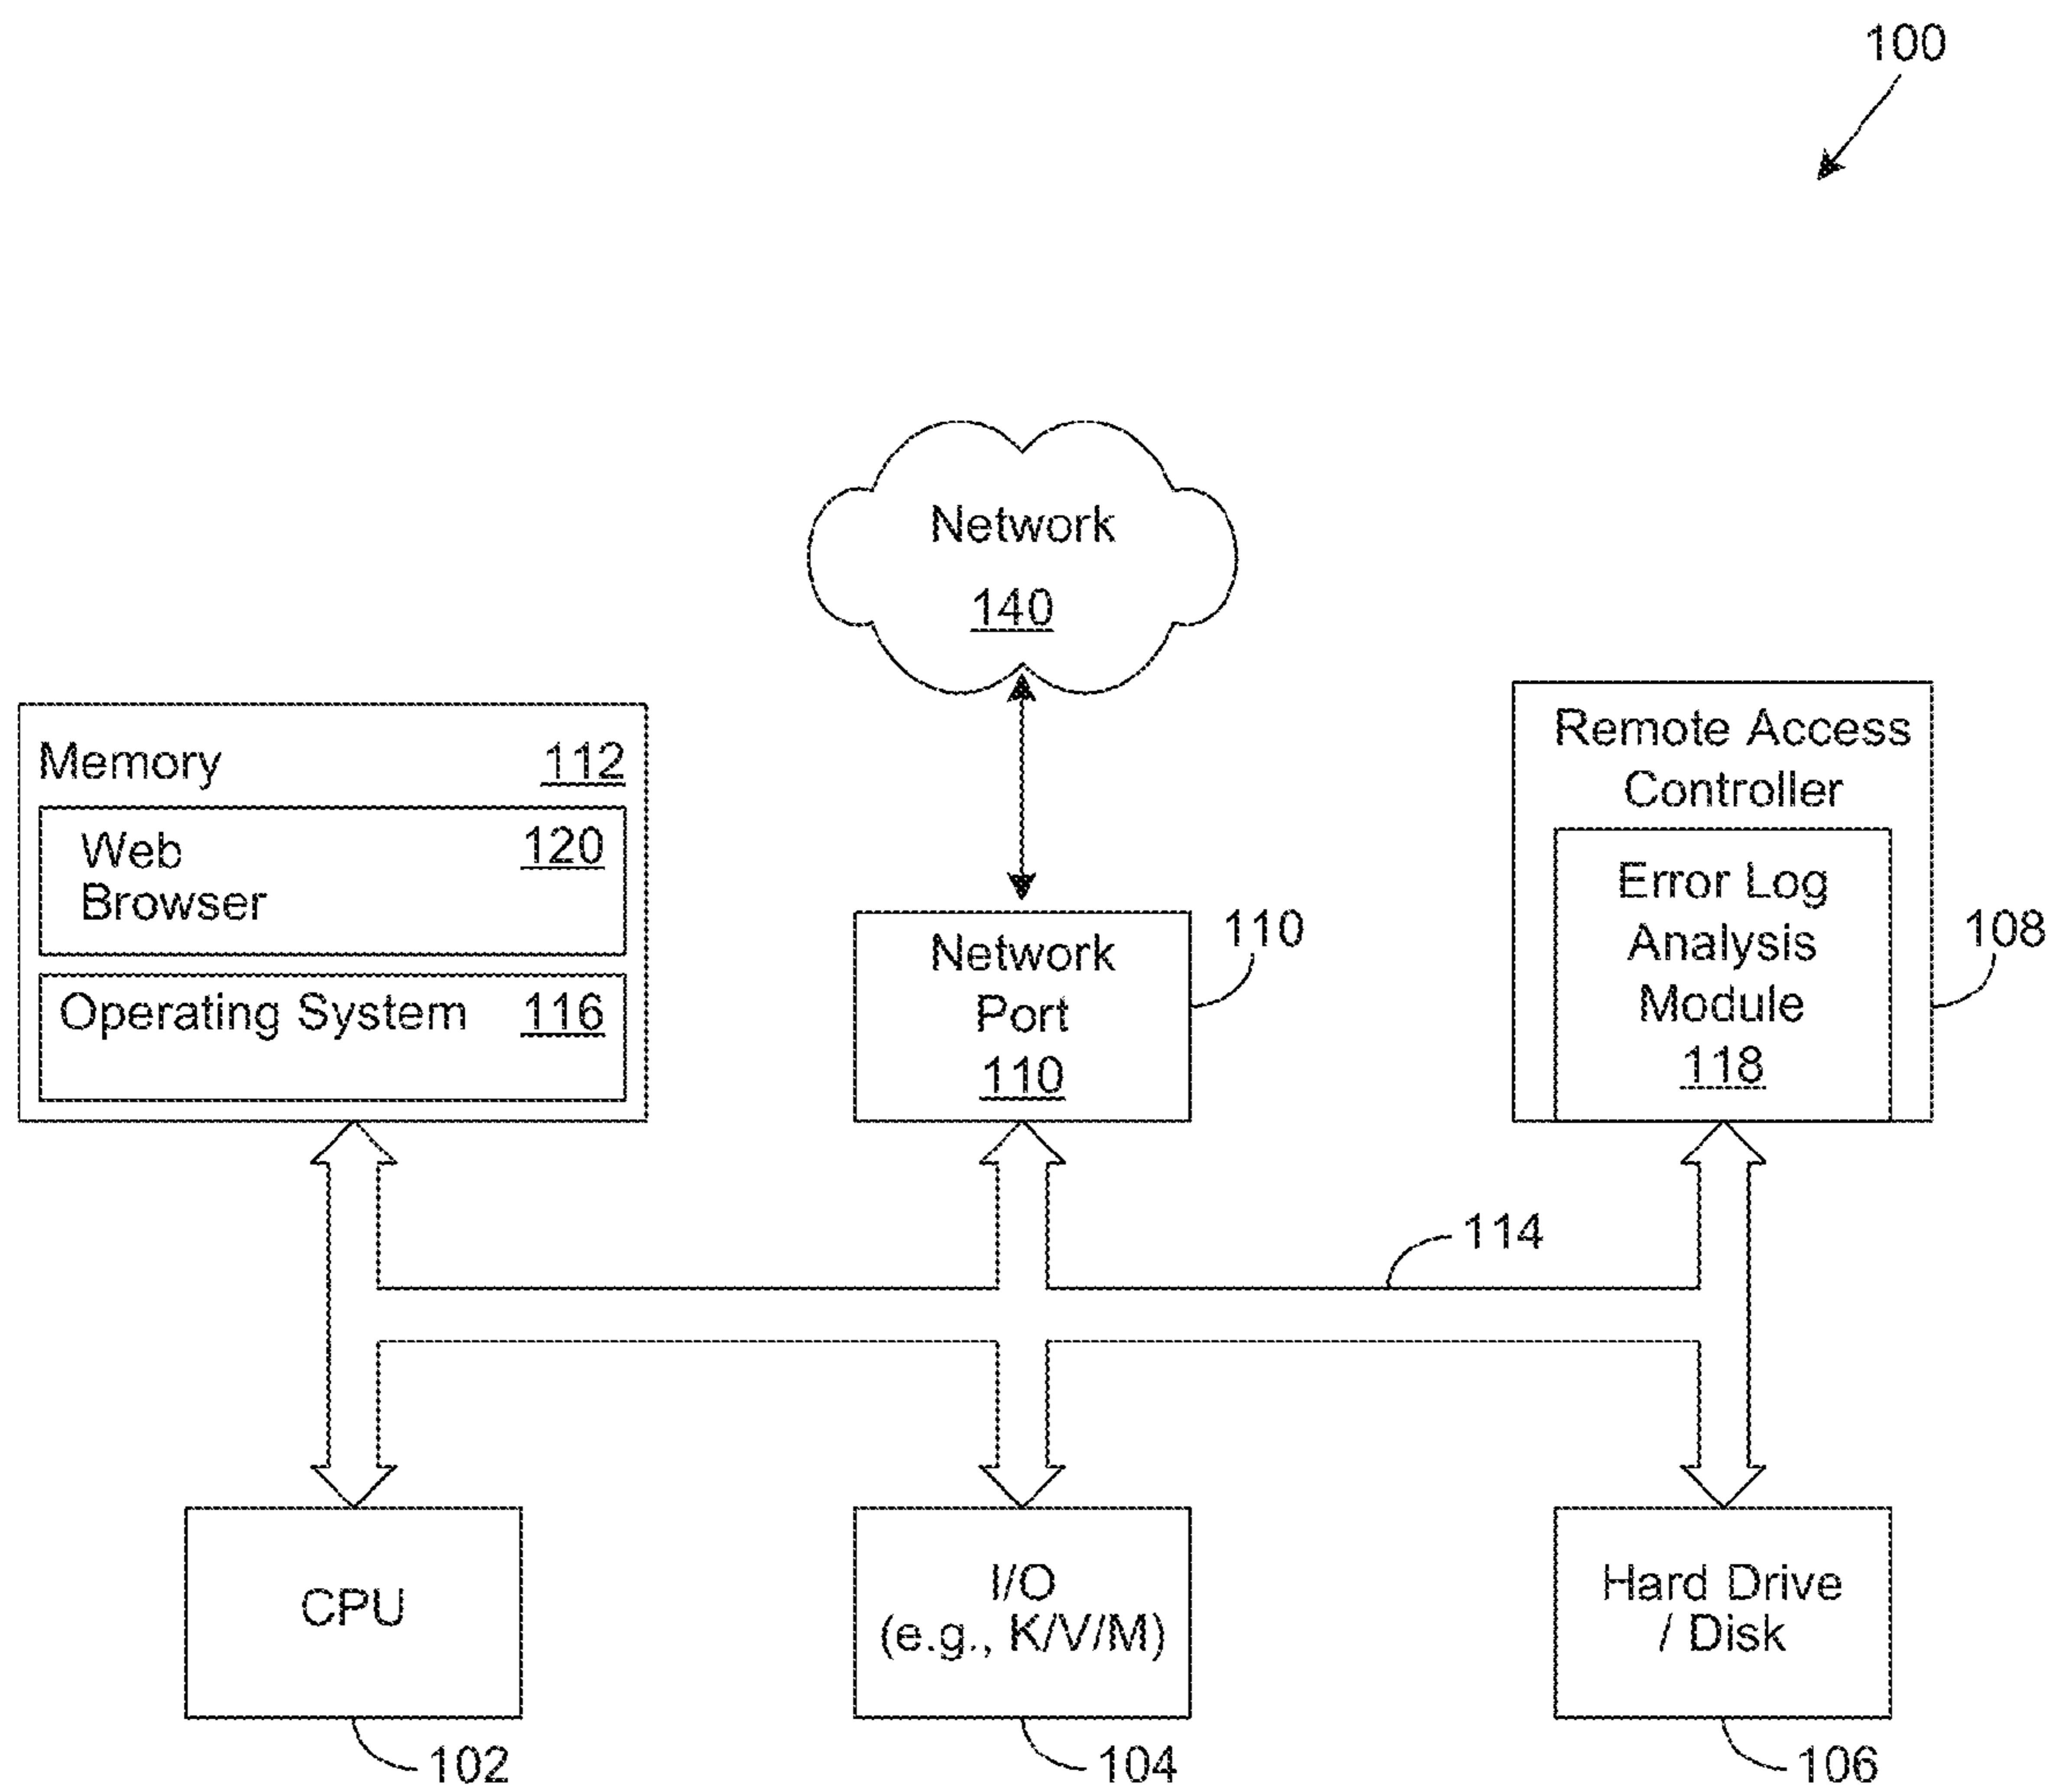 100
Network
140
Memory 112
Web 120
Browser
Operating System 116
Network
Port
110
110
Remote Access
Controller
Error Log
Analysis
Module
118
108
114
CPU
102
I/O
(e.g., K/V/M)
104
Hard Drive
/ Disk
106